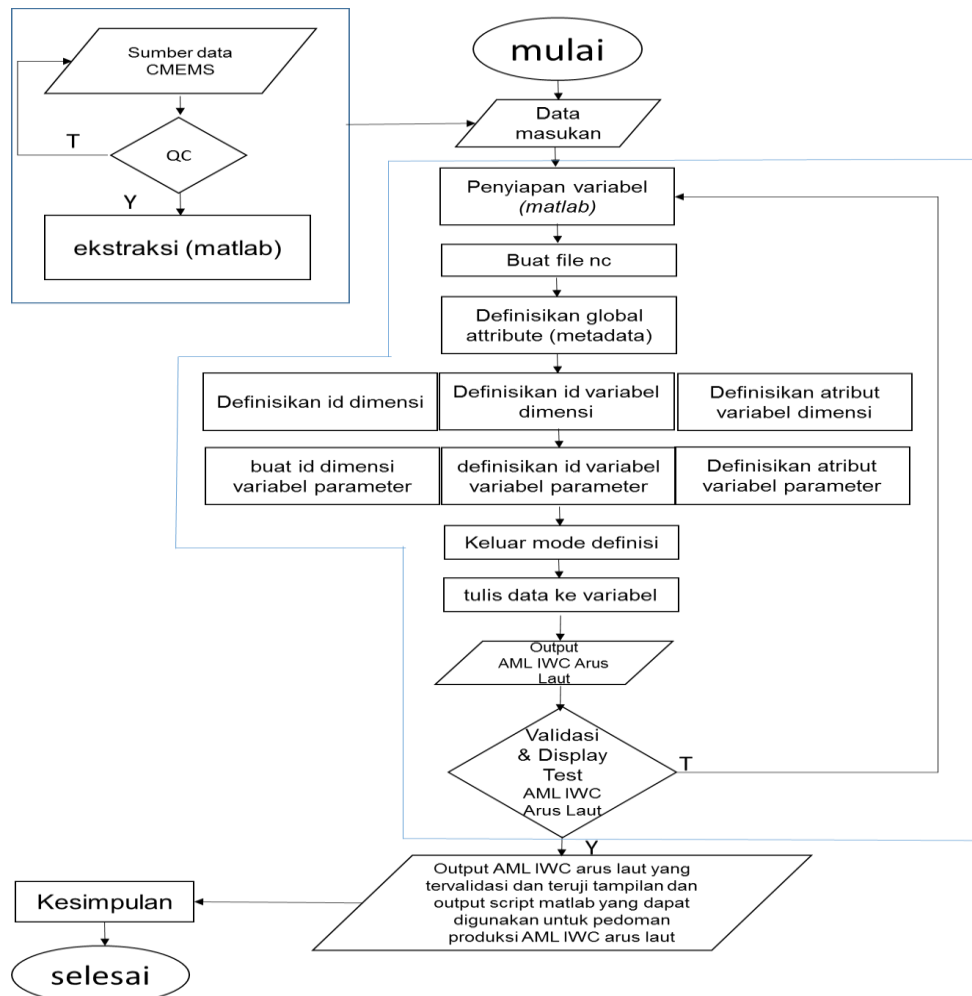 Sumber data
CMEMS
T
QC
Y
ekstraksi (matlab)
mulai
Data
masukan
Penyiapan variabel
(matlab)
Buat file nc
Definisikan global
attribute (metadata)
Definisikan id dimensi
Definisikan id variabel
dimensi
Definisikan atribut
variabel dimensi
buat id dimensi
variabel parameter
definisikan id variabel
variabel parameter
Definisikan atribut
variabel parameter
Keluar mode definisi
tulis data ke variabel
Output
AML IWC Arus
Laut
Validasi
& Display
Test
AML IWC
Arus Laut
T
Y
Output AML IWC arus laut yang
tervalidasi dan teruji tampilan dan
output script matlab yang dapat
digunakan untuk pedoman
produksi AML IWC arus laut
Kesimpulan
selesai